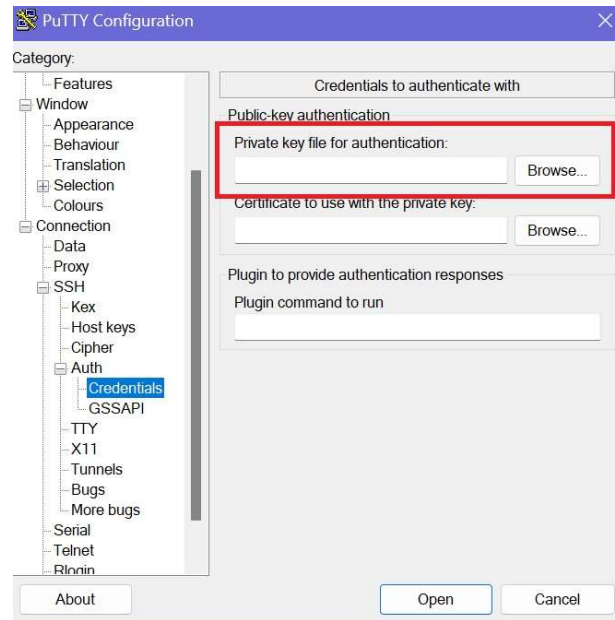 PuTTY Configuration
Category:
Features
Window
Appearance
Behaviour
Translation
Selection
Colours
Connection
Data
Proxy
SSH
Kex
Host keys
Cipher
Auth
Credentials
GSSAPI
TTY
X11
Tunnels
Bugs
More bugs
Serial
Telnet
Rlogin
Credentials to authenticate with
Public-key authentication
Private key file for authentication:
Browse...
Certificate to use with the private key:
Browse...
Plugin to provide authentication responses
Plugin command to run
About
Open
Cancel